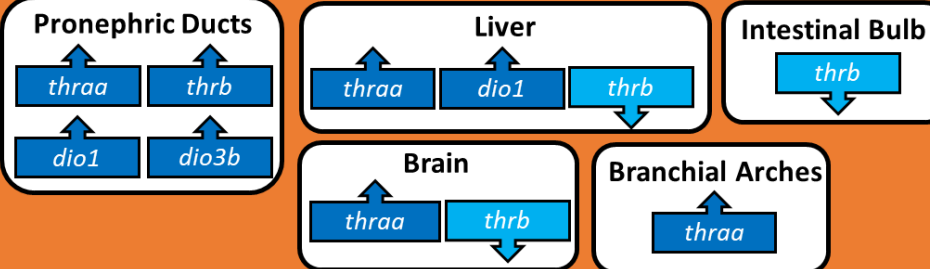 Pronephric Ducts
thraa thrb
dio1 dio3b
Liver
thraa dio1 thrb
Intestinal Bulb
thrb
Brain
thraa thrb
Branchial Arches
thraa